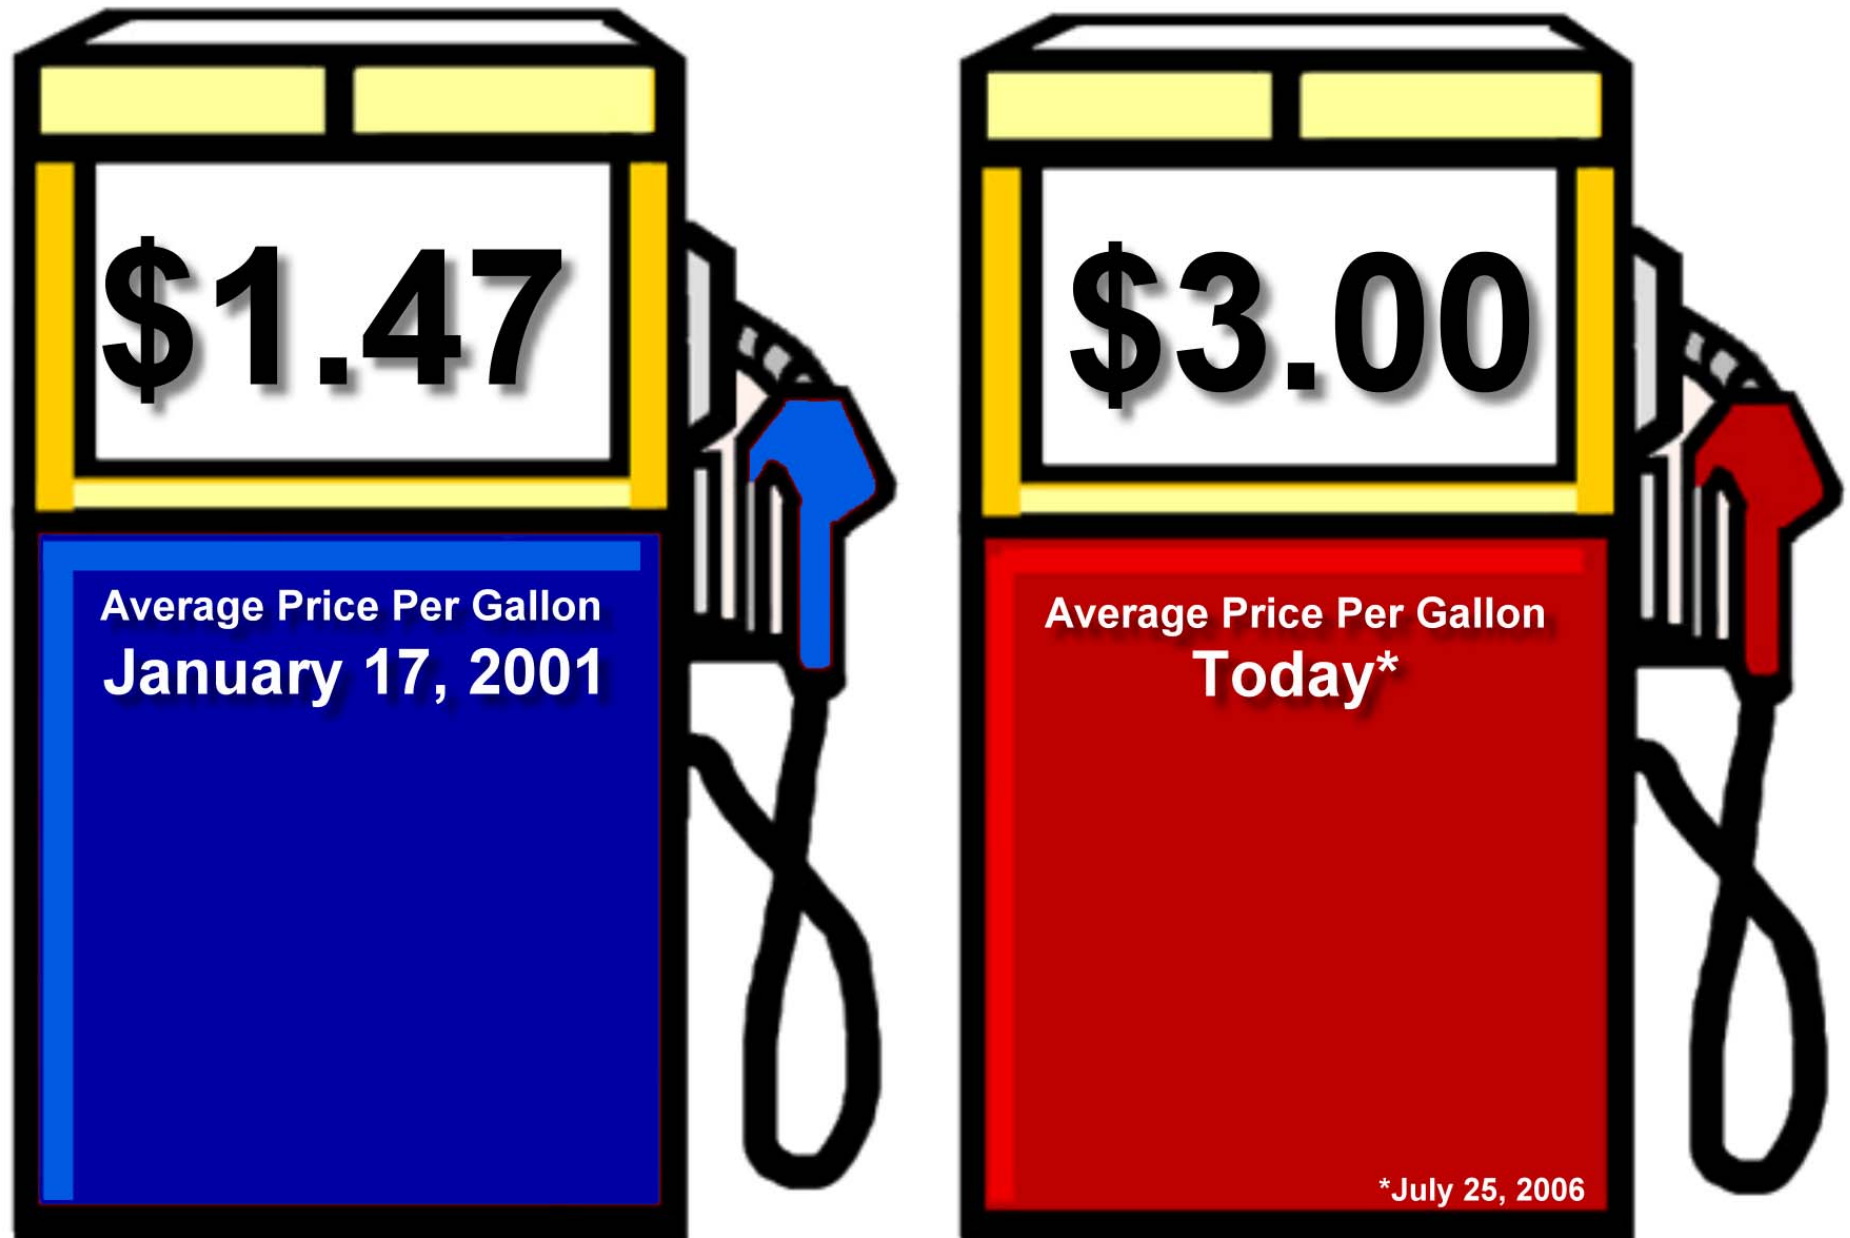 $1.47
Average Price Per Gallon
January 17, 2001
$3.00
Average Price Per Gallon
Today*
*July 25, 2006